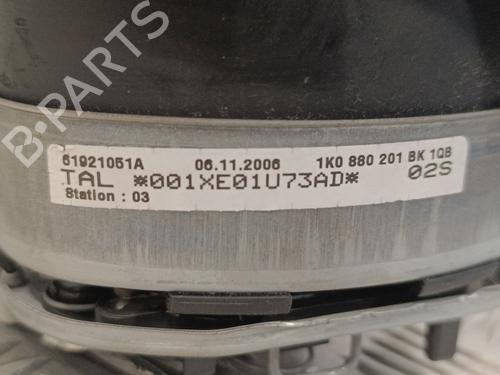 B-PARTS
61921051A 06.11.2006 1K0 880 201 BK 1QB
TAL *001XE01U73AD* 02S
Station : 03